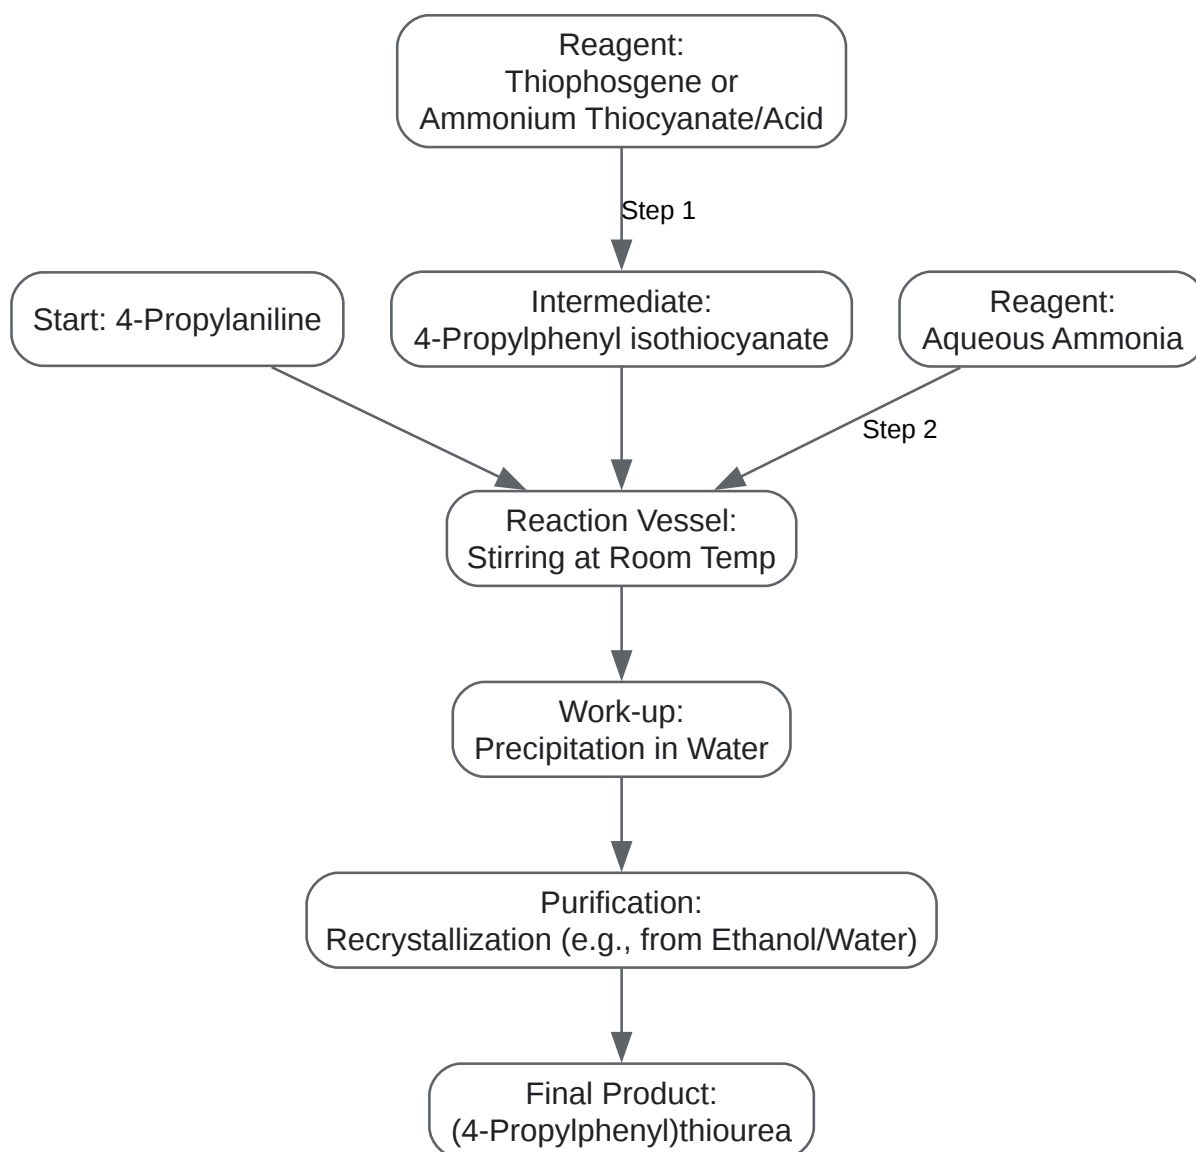 Reagent:
Thiophosgene or
Ammonium Thiocyanate/Acid
Step 1
Start: 4-Propylaniline
Intermediate:
4-Propylphenyl isothiocyanate
Reagent:
Aqueous Ammonia
Step 2
Reaction Vessel:
Stirring at Room Temp
Work-up:
Precipitation in Water
Purification:
Recrystallization (e.g., from Ethanol/Water)
Final Product:
(4-Propylphenyl)thiourea